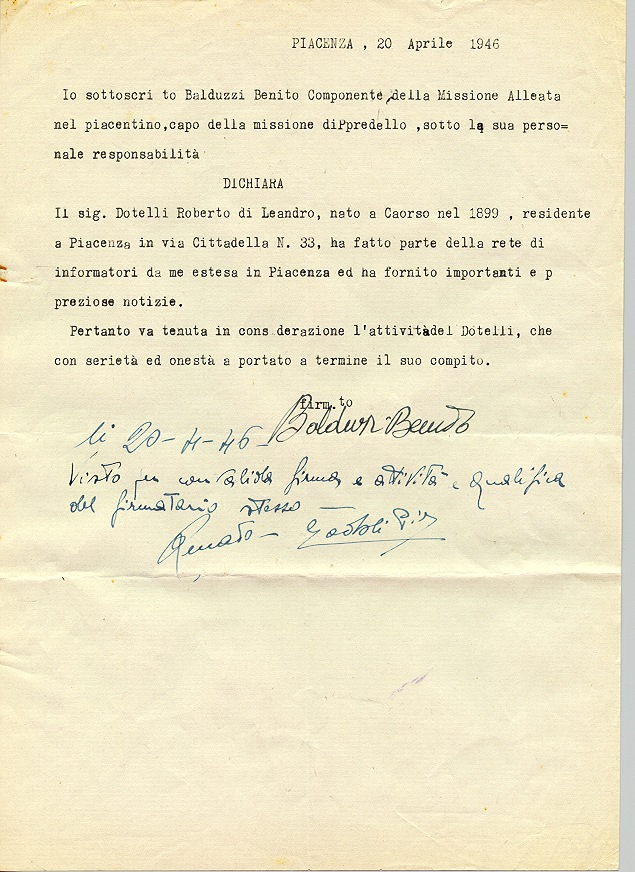 PIACENZA , 20 Aprile 1946
Io sottoscri to Balduzzi Benito Componente della Missione Alleata
nel piacentino,capo della missione diPpredello ,sotto la sua perso=
nale responsabilità
DICHIARA
Il sig. Dotelli Roberto di Leandro, nato a Caorso nel 1899 , residente
a Piacenza in via Cittadella N. 33, ha fatto parte della rete di
informatori da me estesa in Piacenza ed ha fornito importanti e p
preziose notizie.
Pertanto va tenuta in cons derazione l'attivitàdel Dotelli, che
con serietà ed onestà a portato a termine il suo compito.
firm.to
Balduzzi Benito
li 20-4-46-
Visto per convalida firma e attività e qualifica
del firmatario stesso —
Renato -